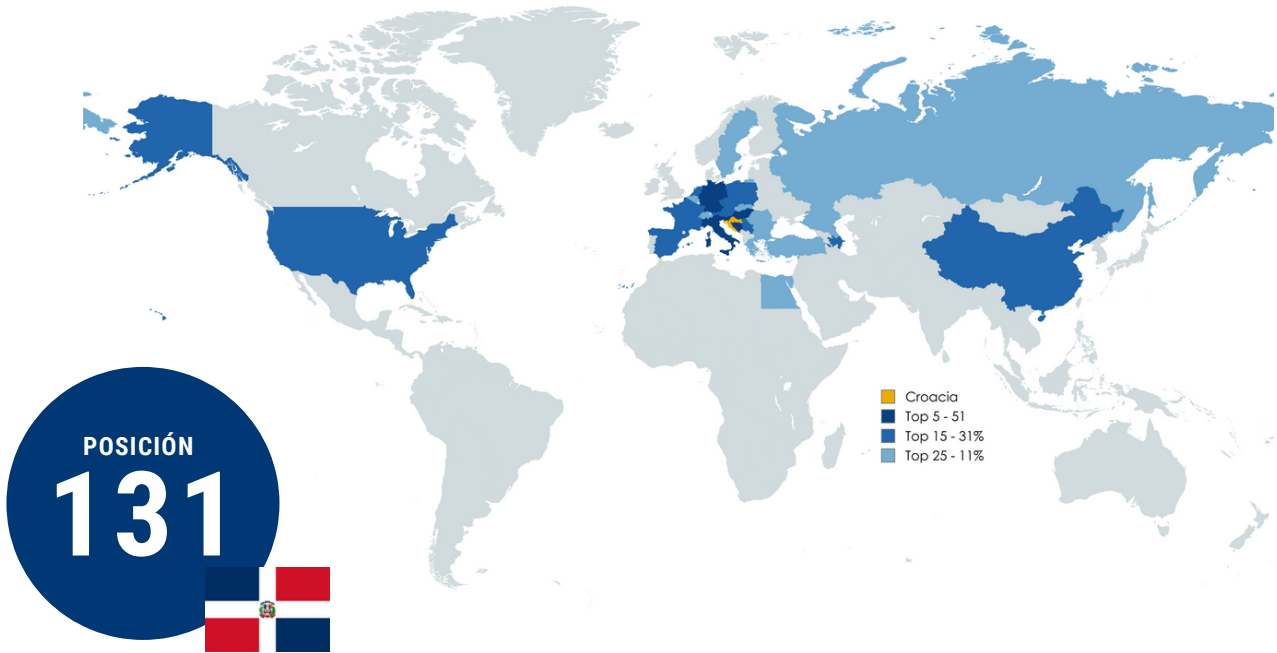 Croacia
Top 5 - 51
Top 15 - 31%
Top 25 - 11%
POSICIÓN
131